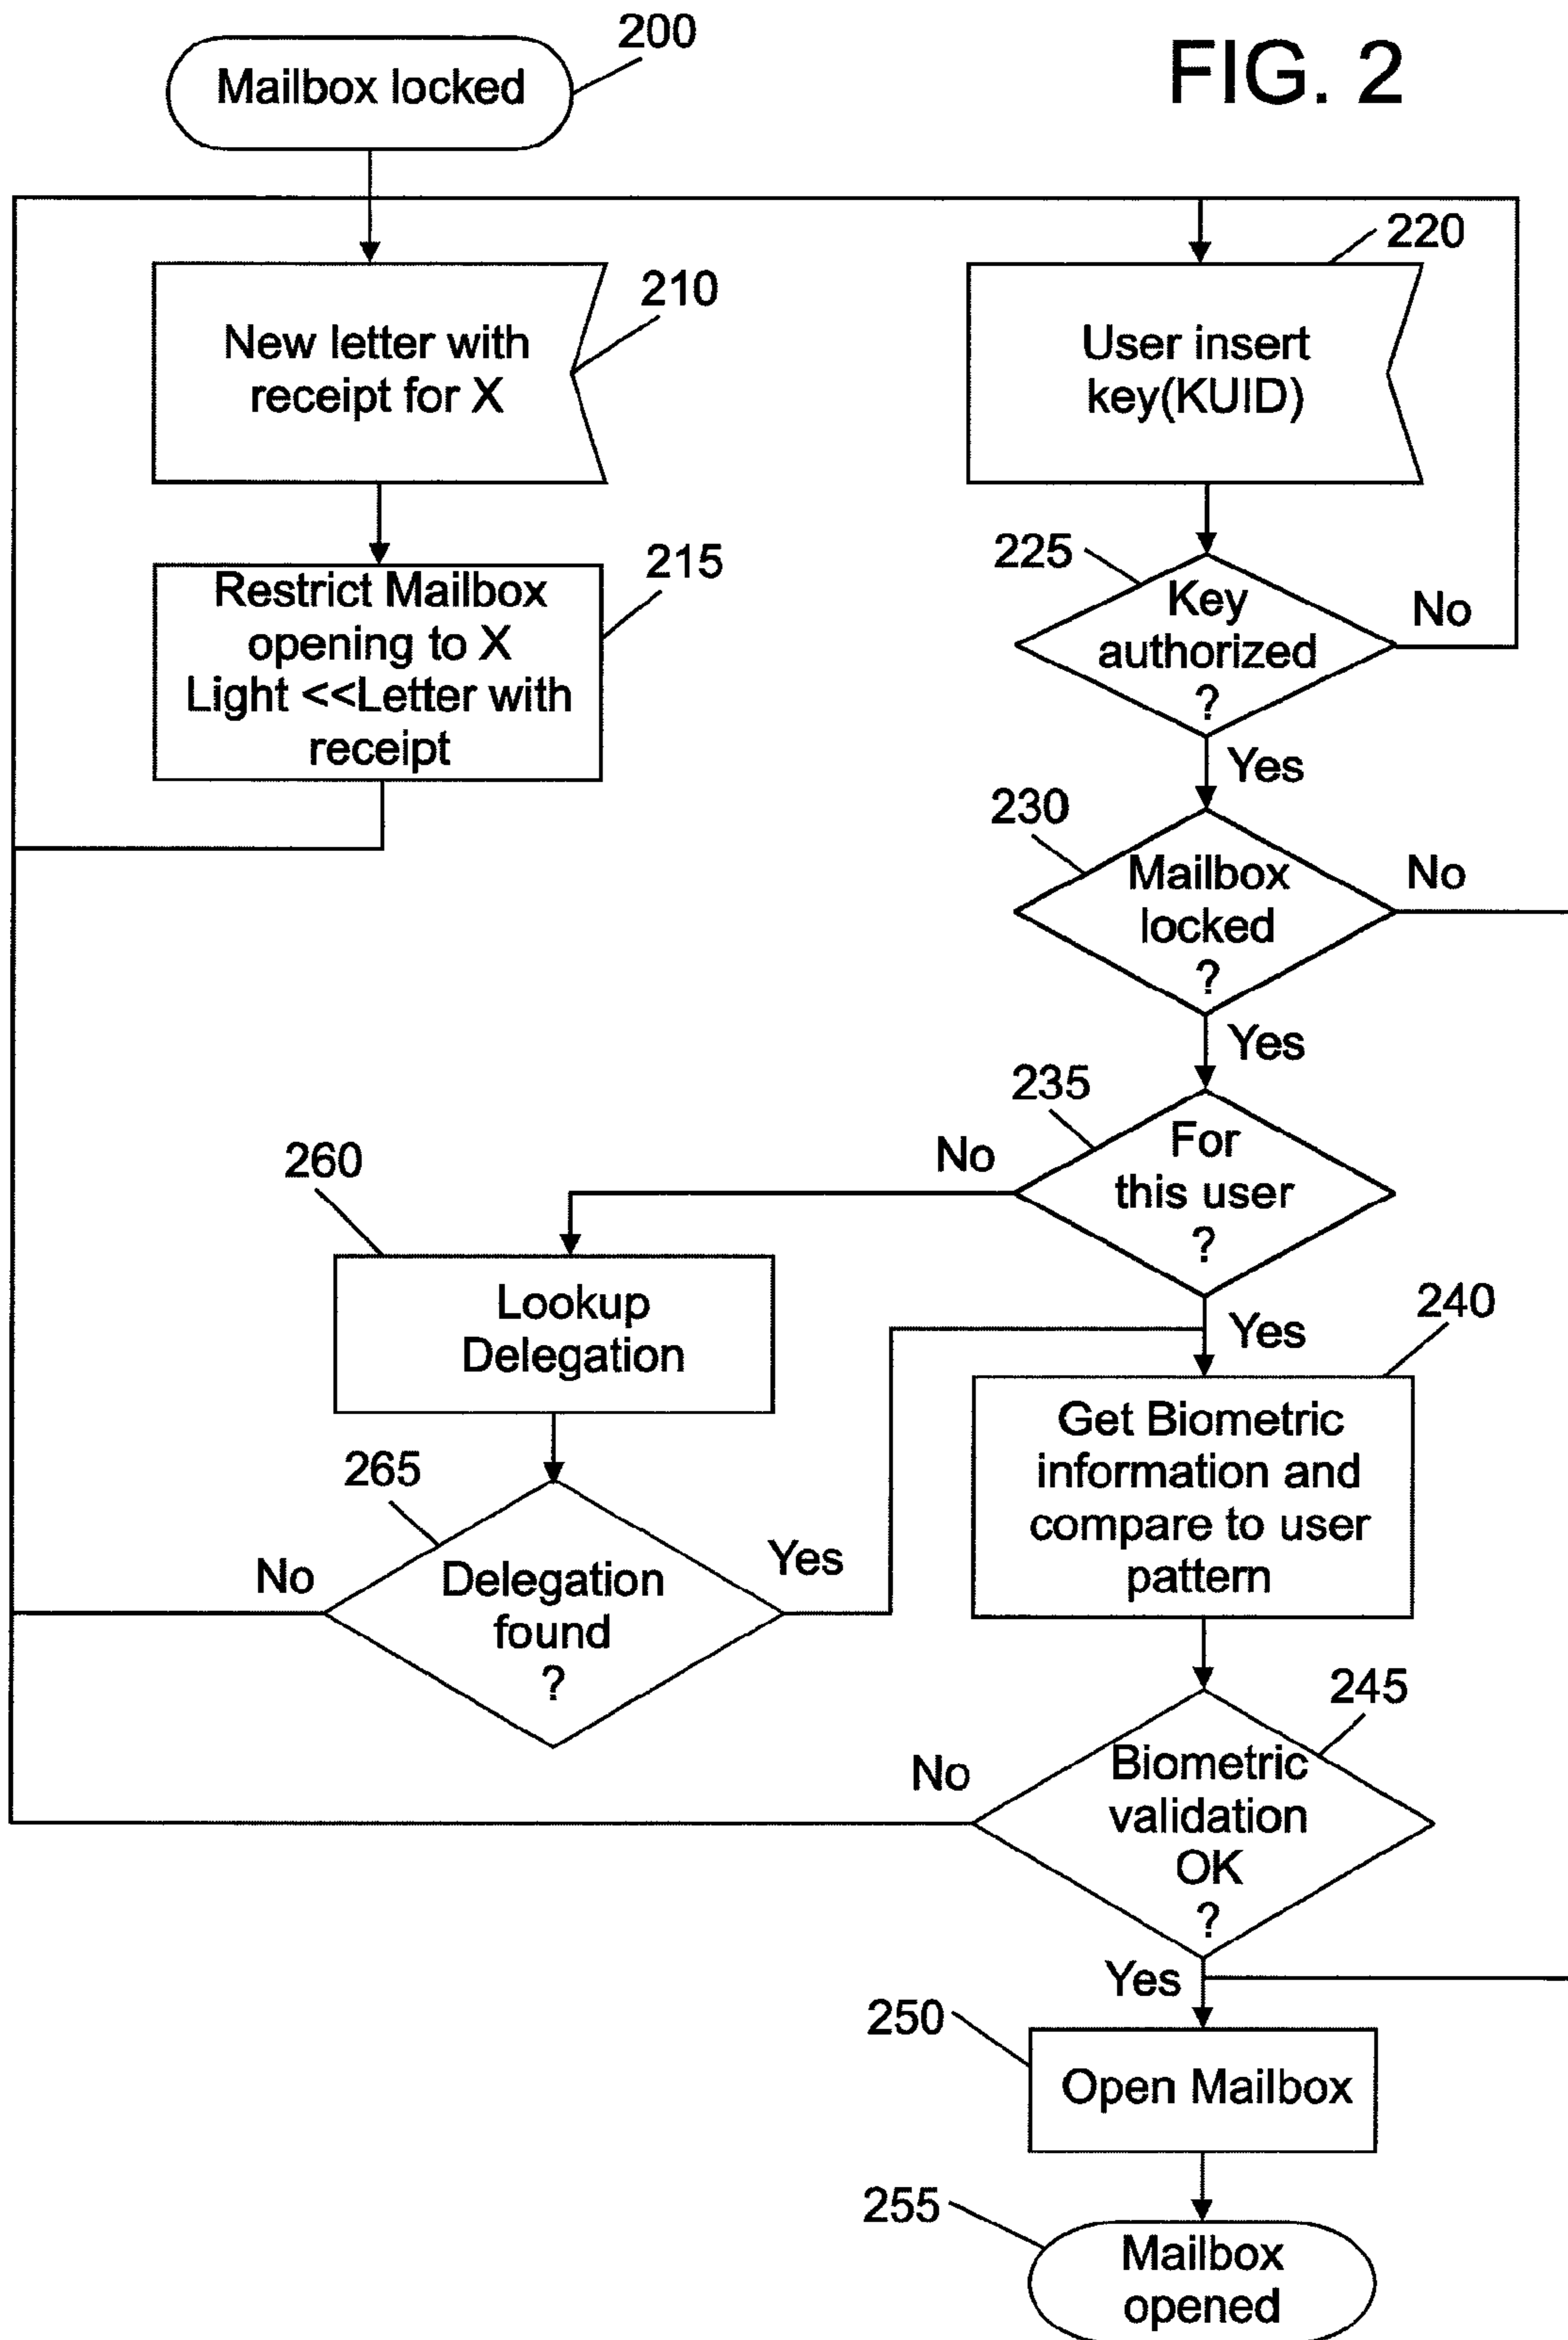 FIG. 2
200
Mailbox locked
210
New letter with
receipt for X
215
Restrict Mailbox
opening to X
Light <<Letter with
receipt
220
User insert
key(KUID)
225
Key
authorized
?
No
Yes
230
Mailbox
locked
?
No
Yes
235
For
this user
?
No
Yes
260
Lookup
Delegation
265
Delegation
found
?
No
Yes
240
Get Biometric
information and
compare to user
pattern
245
Biometric
validation
OK
?
No
Yes
250
Open Mailbox
255
Mailbox
opened